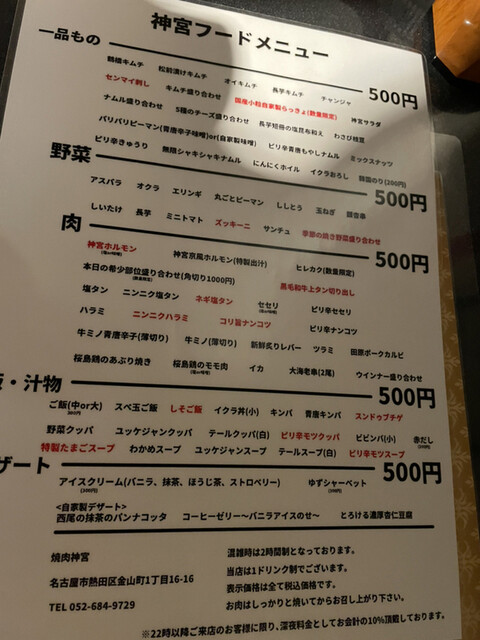 神宮フードメニュー
一品もの 500円
鶴橋キムチ 松前漬けキムチ オイキムチ 長芋キムチ チャンジャ
センマイ刺し キムチ盛り合わせ 国産小粒自家製らっきょ(数量限定) 神宮サラダ
ナムル盛り合わせ 5種のチーズ盛り合わせ 長芋短冊の塩昆布和え わさび枝豆
パリパリピーマン(青唐辛子味噌)or(自家製味噌) ピリ辛青唐もやしナムル ミックスナッツ
ピリ辛きゅうり 無限シャキシャキナムル にんにくホイル イクラおろし 韓国のり(200円)
野菜 500円
アスパラ オクラ エリンギ 丸ごとピーマン ししとう 玉ねぎ 銀杏串
しいたけ 長芋 ミニトマト ズッキーニ サンチュ 季節の焼き野菜盛り合わせ
肉 500円
神宮ホルモン 神宮京風ホルモン(特製出汁) ヒレカク(数量限定)
本日の希少部位盛り合わせ(角切り1000円) 黒毛和牛上タン切り出し
(数量限定)
塩タン ニンニク塩タン ネギ塩タン セセリ ピリ辛セセリ
ハラミ ニンニクハラミ コリ旨ナンコツ ピリ辛ナンコツ
牛ミノ青唐辛子(薄切り) 牛ミノ(薄切り) 新鮮炙りレバー ツラミ 田原ポークカルビ
桜島鶏のあぶり焼き 桜島鶏のモモ肉 イカ 大海老串(2尾) ウインナー盛り合わせ
・汁物 500円
ご飯(中or大) スペ玉ご飯 しそご飯 イクラ丼(小) キンパ 青唐キンパ スンドゥブチゲ
野菜クッパ ユッケジャンクッパ テールクッパ(白) ピリ辛モツクッパ ビビンバ(小) 赤だし
特製たまごスープ わかめスープ ユッケジャンスープ テールスープ(白) ピリ辛モツスープ
ザート 500円
アイスクリーム(バニラ、抹茶、ほうじ茶、ストロベリー) ゆずシャーベット
<自家製デザート>
西尾の抹茶のパンナコッタ コーヒーゼリー〜バニラアイスのせ〜 とろける濃厚杏仁豆腐
焼肉神宮
名古屋市熱田区金山町1丁目16-16
TEL 052-684-9729
混雑時は2時間制となっております。
当店は1ドリンク制でございます。
表示価格は全て税込価格です。
お肉はしっかりと焼いてからお召し上がり下さい。
※22時以降ご来店のお客様に限り、深夜料金としてお会計の10%頂戴しております。